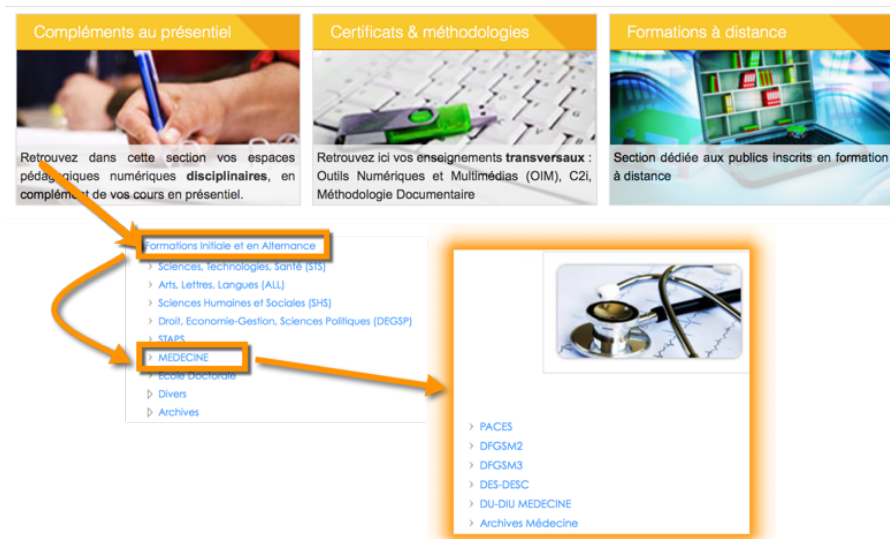 Compléments au présentiel
Retrouvez dans cette section vos espaces
pédagogiques numériques disciplinaires, en
complément de vos cours en présentiel.
Certificats & méthodologies
Retrouvez ici vos enseignements transversaux :
Outils Numériques et Multimédias (OIM), C2i,
Méthodologie Documentaire
Formations à distance
Section dédiée aux publics inscrits en formation
à distance
Formations Initiale et en Alternance
Sciences, Technologies, Santé (STS)
Arts, Lettres, Langues (ALL)
Sciences Humaines et Sociales (SHS)
Droit, Economie-Gestion, Sciences Politiques (DEGSP)
STAPS
MEDECINE
Ecole Doctorale
Divers
Archives
PACES
DFGSM2
DFGSM3
DES-DESC
DU-DIU MEDECINE
Archives Médecine